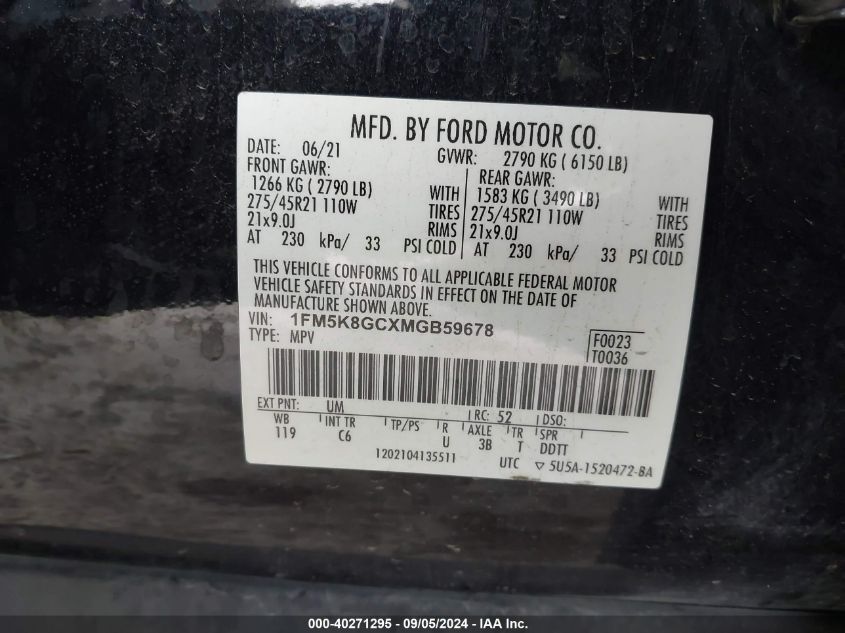 MFD. BY FORD MOTOR CO.
DATE: 06/21 GVWR: 2790 KG ( 6150 LB)
FRONT GAWR: REAR GAWR:
1266 KG ( 2790 LB) WITH 1583 KG ( 3490 LB) WITH
275/45R21 110W TIRES 275/45R21 110W TIRES
21x9.0J RIMS 21x9.0J RIMS
AT 230 kPa/ 33 PSI COLD AT 230 kPa/ 33 PSI COLD
THIS VEHICLE CONFORMS TO ALL APPLICABLE FEDERAL MOTOR
VEHICLE SAFETY STANDARDS IN EFFECT ON THE DATE OF
MANUFACTURE SHOWN ABOVE.
VIN: 1FM5K8GCXMGB59678
TYPE: MPV
F0023
T0036
EXT PNT: UM RC: 52 DSO:
WB INT TR TP/PS R AXLE TR SPR
119 C6 U 3B T DDTT
1202104135511 UTC ▽ 5U5A-1520472-BA
000-40271295 - 09/05/2024 - IAA Inc.